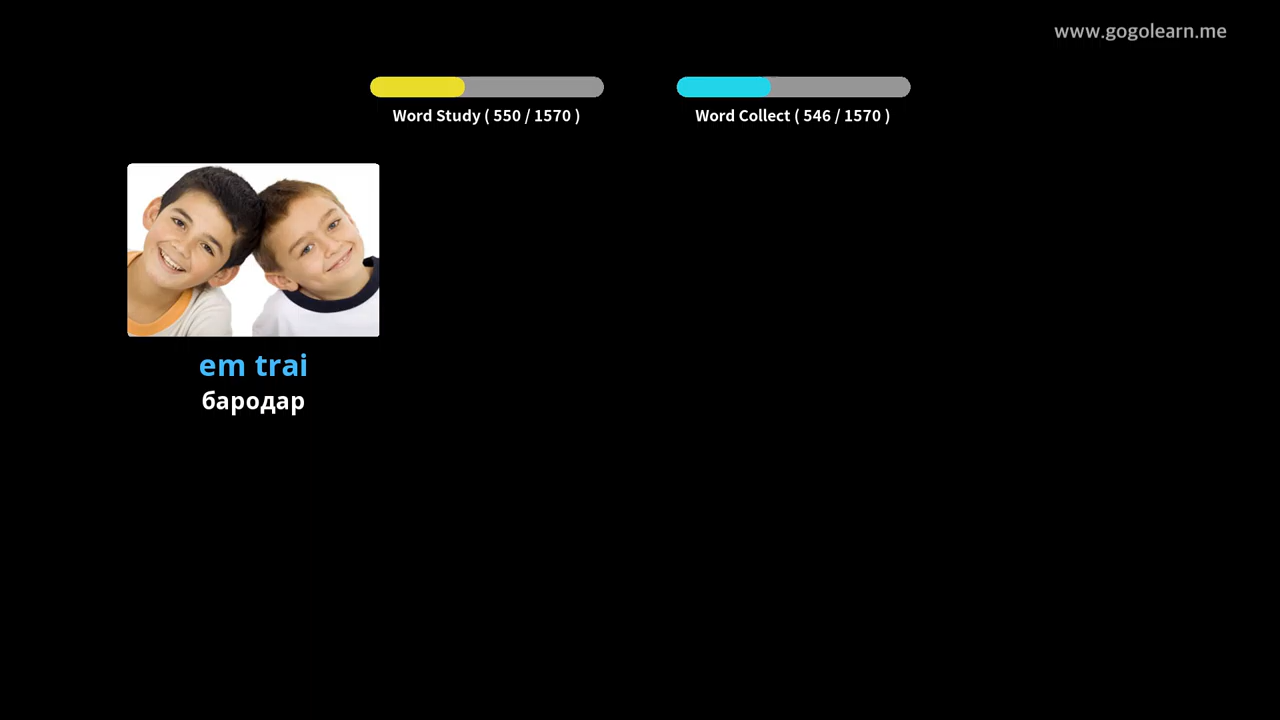 www.gogolearn.me
Word Study ( 550 / 1570 )
Word Collect ( 546 / 1570 )
em trai
бародар